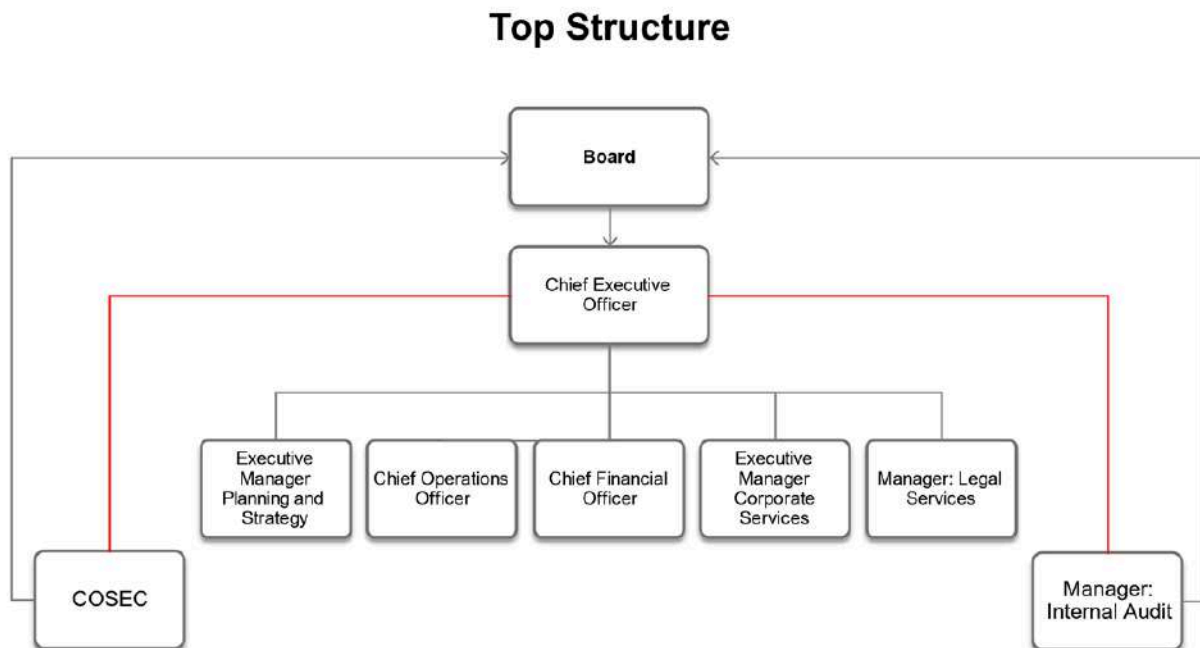 Top Structure
Board
Chief Executive
Officer
Executive
Manager
Planning and
Strategy
Chief Operations
Officer
Chief Financial
Officer
Executive
Manager
Corporate
Services
Manager: Legal
Services
COSEC
Manager:
Internal Audit